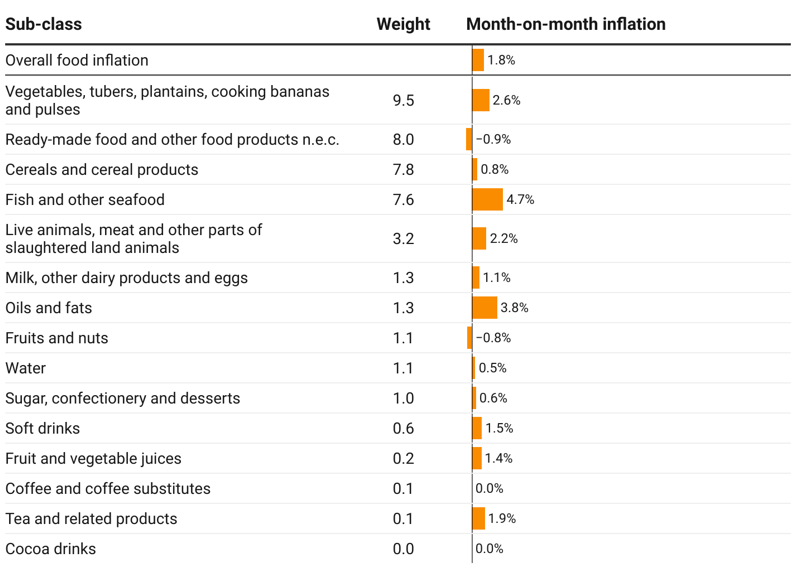 Sub-class Weight Month-on-month inflation
Overall food inflation 1.8%
Vegetables, tubers, plantains, cooking bananas
and pulses 9.5 2.6%
Ready-made food and other food products n.e.c. 8.0 −0.9%
Cereals and cereal products 7.8 0.8%
Fish and other seafood 7.6 4.7%
Live animals, meat and other parts of
slaughtered land animals 3.2 2.2%
Milk, other dairy products and eggs 1.3 1.1%
Oils and fats 1.3 3.8%
Fruits and nuts 1.1 −0.8%
Water 1.1 0.5%
Sugar, confectionery and desserts 1.0 0.6%
Soft drinks 0.6 1.5%
Fruit and vegetable juices 0.2 1.4%
Coffee and coffee substitutes 0.1 0.0%
Tea and related products 0.1 1.9%
Cocoa drinks 0.0 0.0%